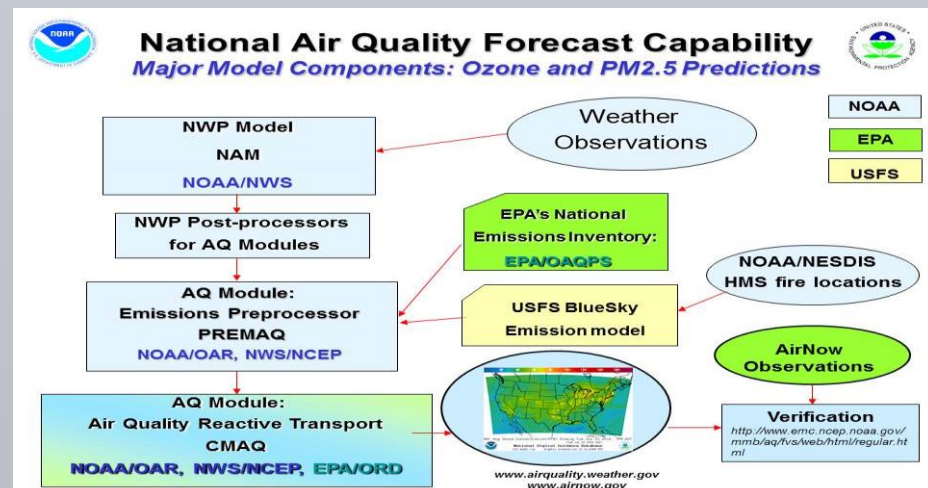 NOAA
National Air Quality Forecast Capability
Major Model Components: Ozone and PM2.5 Predictions
NOAA
EPA
USFS
NWP Model
NAM
NOAA/NWS
Weather
Observations
NWP Post-processors
for AQ Modules
EPA's National
Emissions Inventory:
EPA/OAQPS
NOAA/NESDIS
HMS fire locations
AQ Module:
Emissions Preprocessor
PREMAQ
NOAA/OAR, NWS/NCEP
USFS BlueSky
Emission model
AirNow
Observations
AQ Module:
Air Quality Reactive Transport
CMAQ
NOAA/OAR, NWS/NCEP, EPA/ORD
Verification
http://www.emc.ncep.noaa.gov/
mmb/aq/fvs/web/html/regular.ht
ml
www.airquality.weather.gov
www.airnow.gov